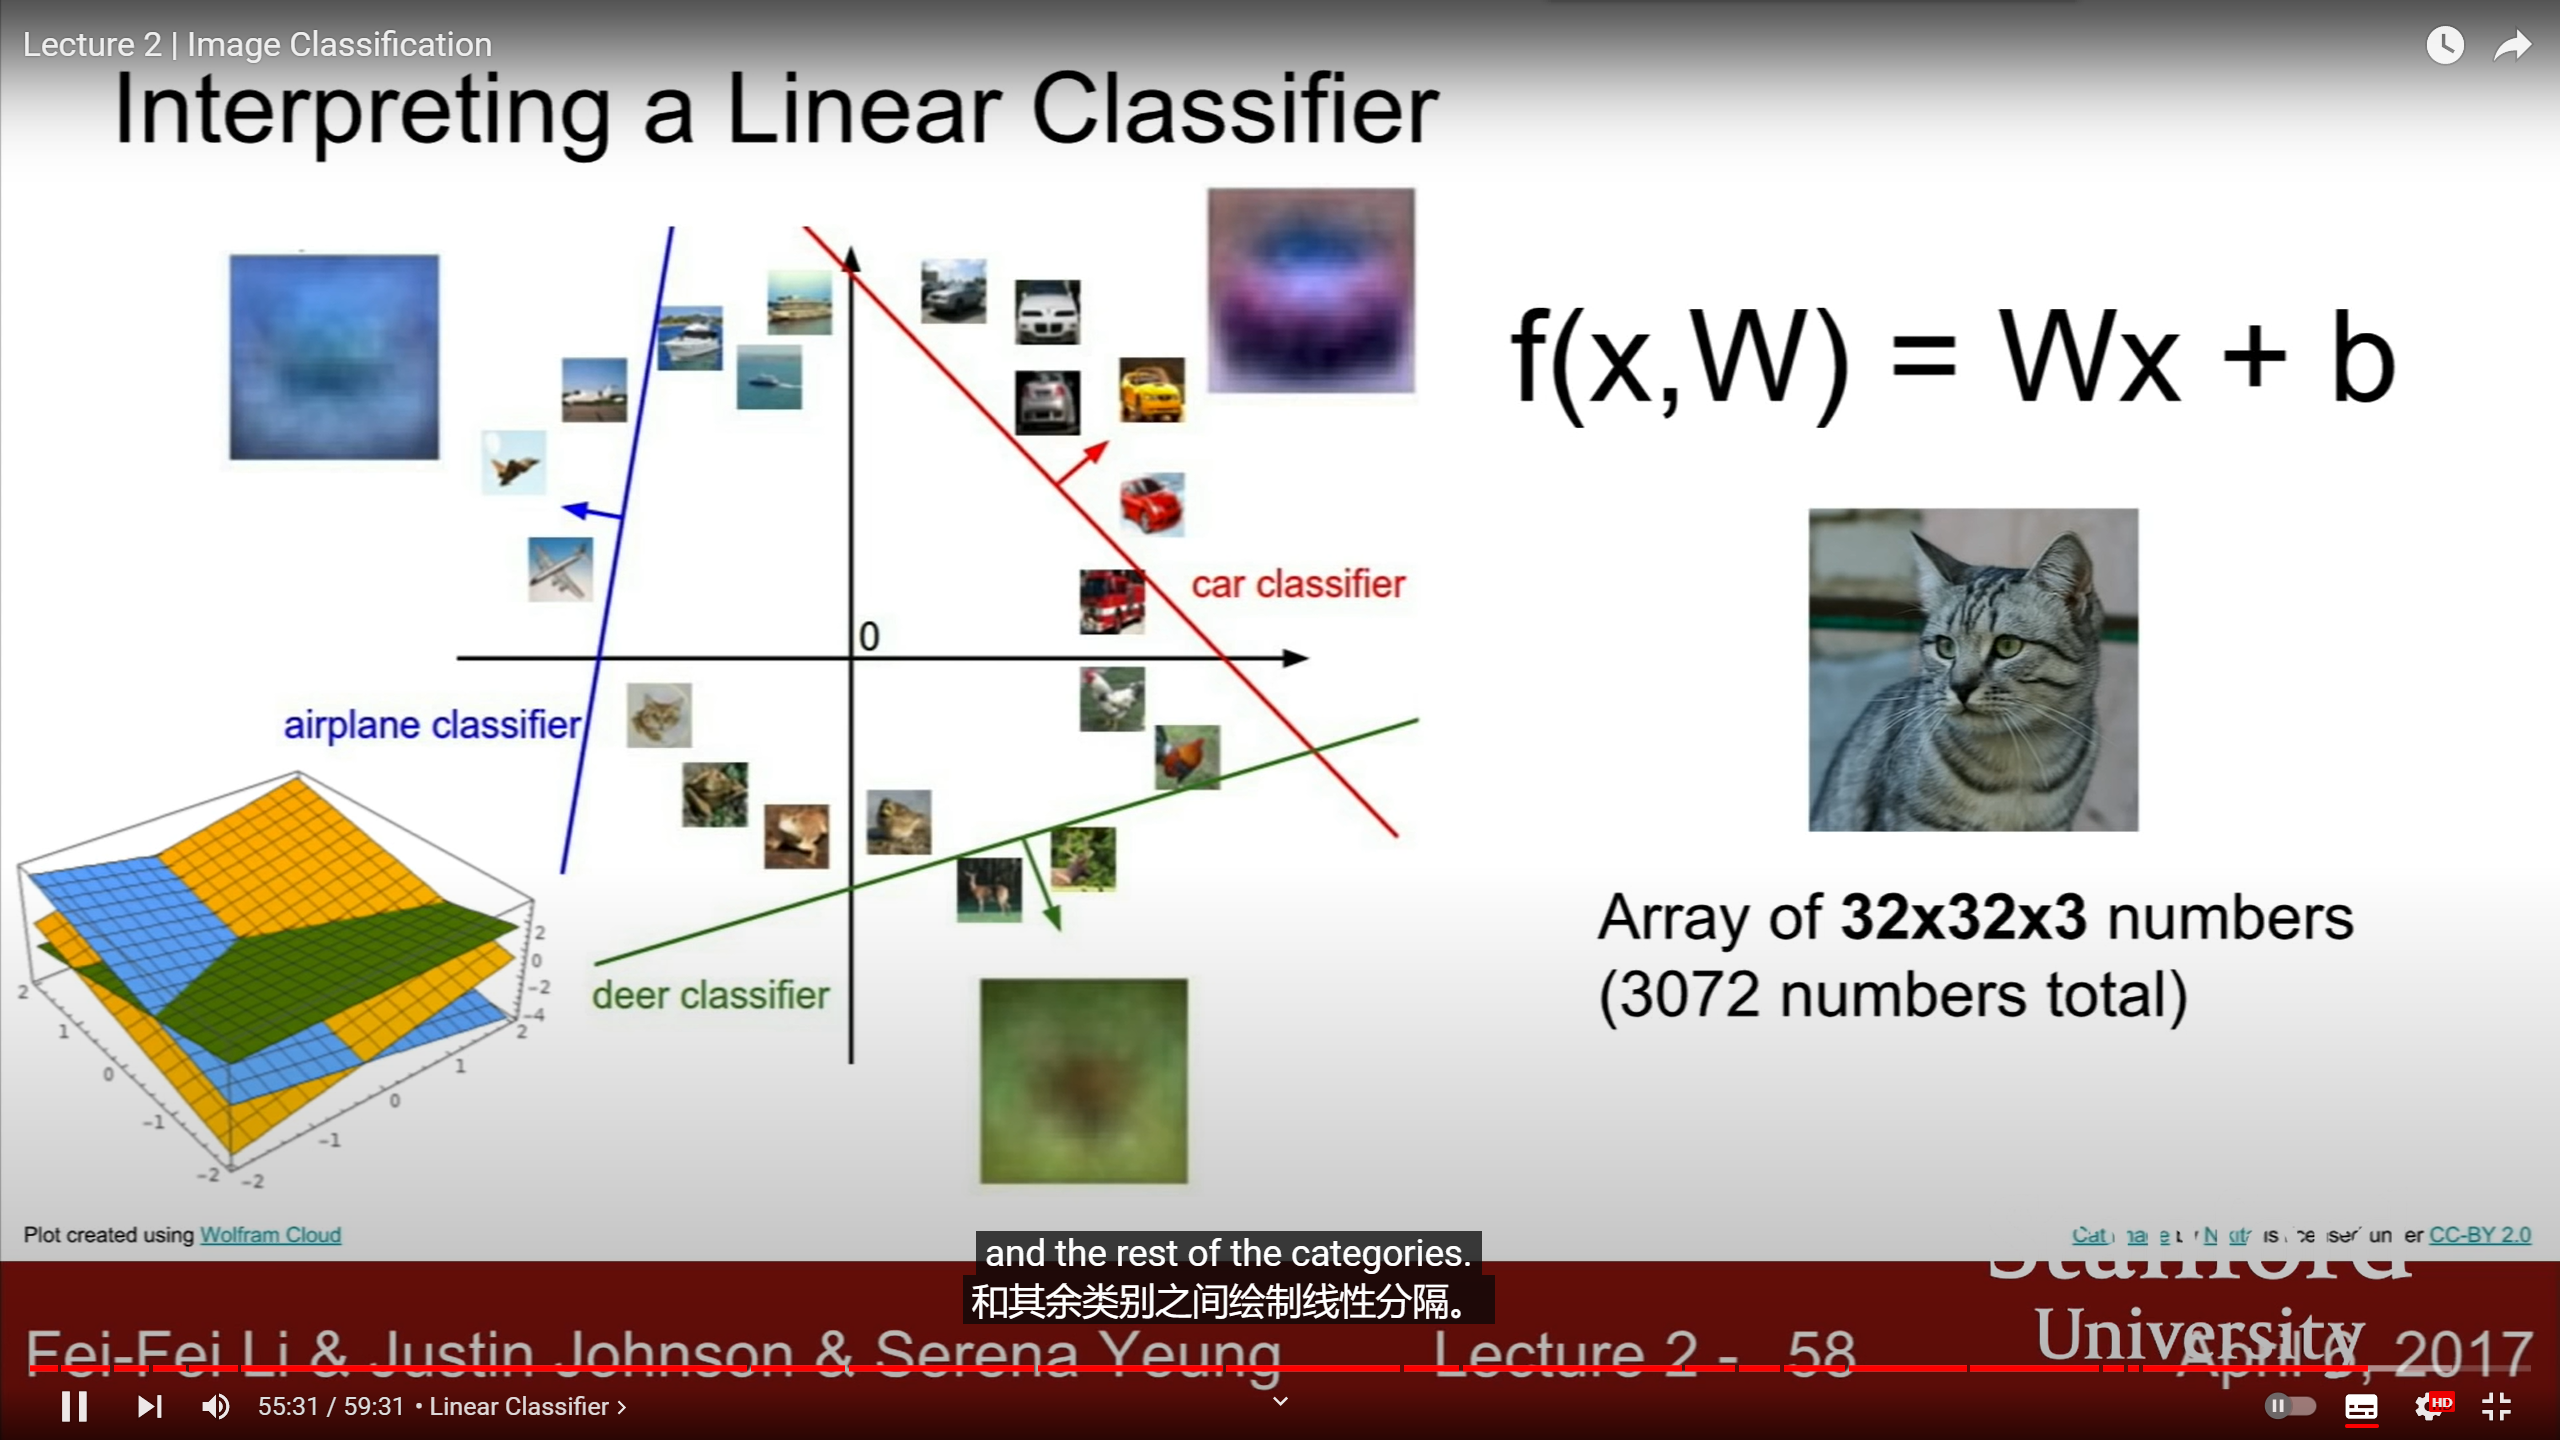 Lecture 2 | Image Classification
Interpreting a Linear Classifier
f(x,W) = Wx + b
car classifier
0
airplane classifier
deer classifier
Array of 32x32x3 numbers
(3072 numbers total)
2
0
-2
-4
2
1
0
-1
-2
2
1
0
-1
-2
Plot created using Wolfram Cloud
CC-BY 2.0
and the rest of the categories.
和其余类别之间绘制线性分隔。
Stanford
University
Fei-Fei Li & Justin Johnson & Serena Yeung
Lecture 2 - 58
April 6, 2017
55:31 / 59:31 • Linear Classifier ›
HD